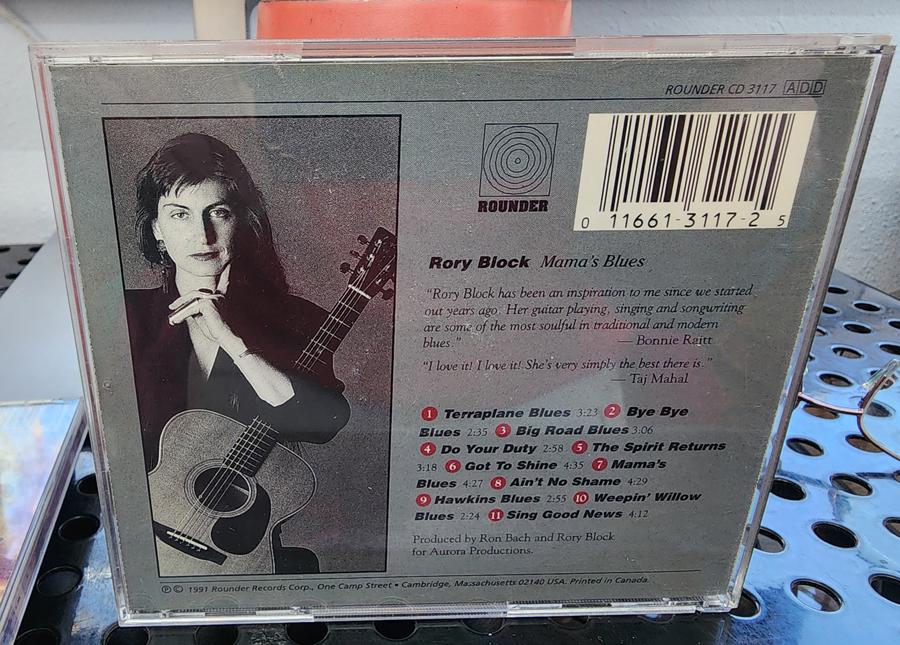 ROUNDER CD 3117 ADD
ROUNDER
0 11661-3117-2 5
Rory Block Mama's Blues
"Rory Block has been an inspiration to me since we started
out years ago. Her guitar playing, singing and songwriting
are some of the most soulful in traditional and modern
blues."
— Bonnie Raitt
"I love it! I love it! She's very simply the best there is."
— Taj Mahal
1 Terraplane Blues 3:23 2 Bye Bye
Blues 2:35 3 Big Road Blues 3:06
4 Do Your Duty 2:58 5 The Spirit Returns
3:18 6 Got To Shine 4:35 7 Mama's
Blues 4:27 8 Ain't No Shame 4:29
9 Hawkins Blues 2:55 10 Weepin' Willow
Blues 2:24 11 Sing Good News 4:12
Produced by Ron Bach and Rory Block
for Aurora Productions.
℗ © 1991 Rounder Records Corp., One Camp Street • Cambridge, Massachusetts 02140 USA. Printed in Canada.